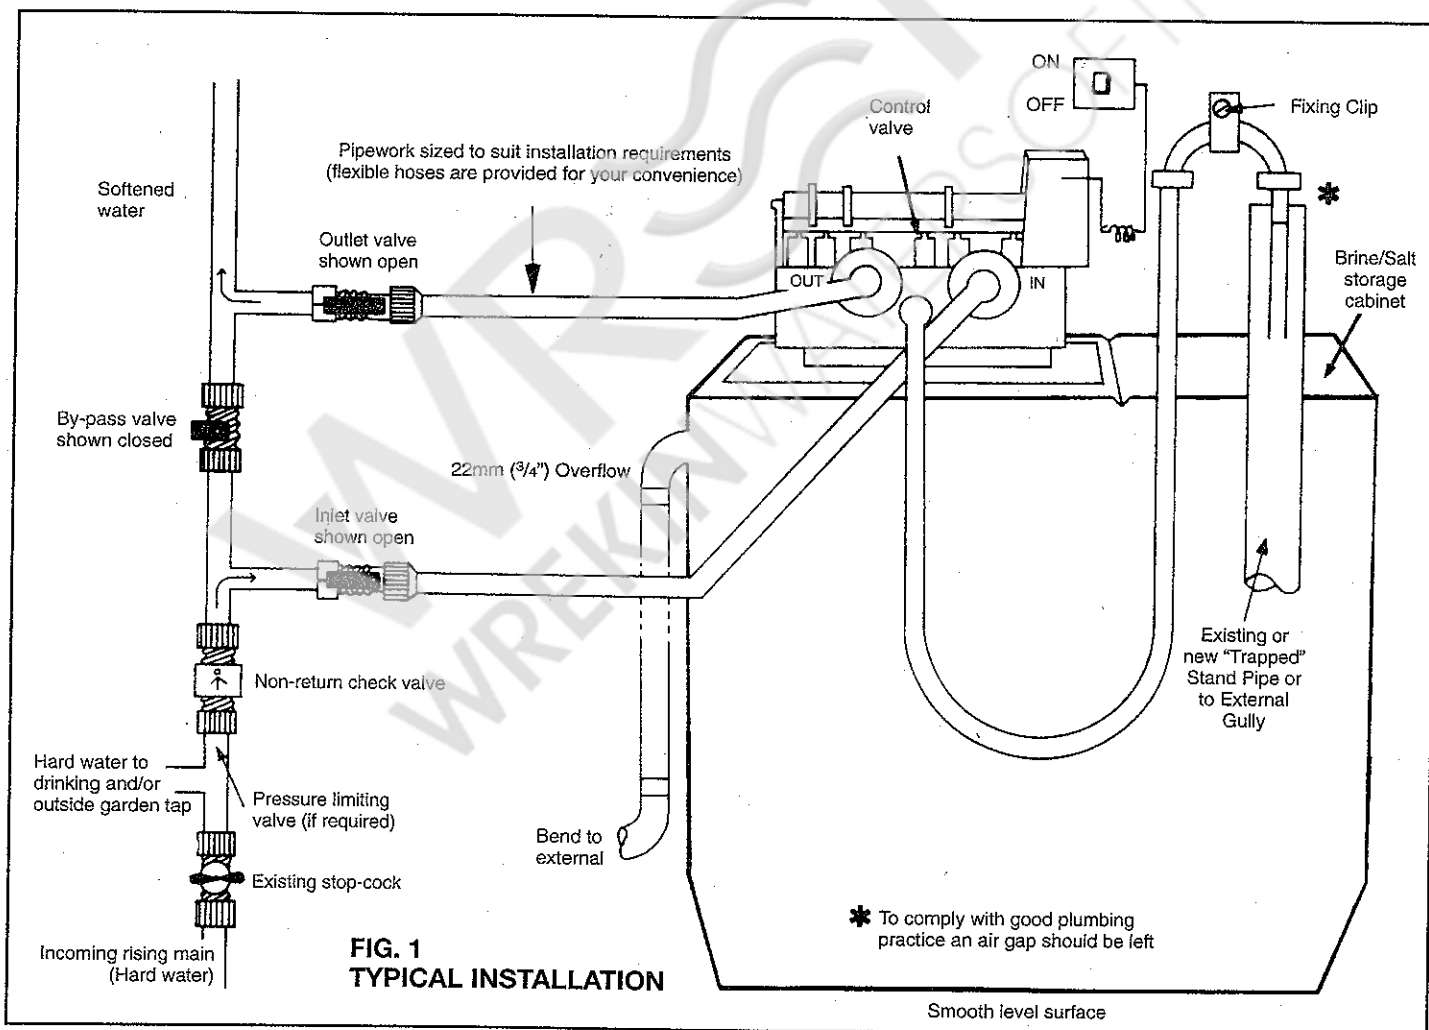 ON
OFF
Fixing Clip
Control
valve
Pipework sized to suit installation requirements
(flexible hoses are provided for your convenience)
Softened
water
Outlet valve
shown open
Brine/Salt
storage
cabinet
OUT
IN
By-pass valve
shown closed
22mm (3/4") Overflow
Inlet valve
shown open
Existing or
new "Trapped"
Stand Pipe or
to External
Gully
Non-return check valve
Hard water to
drinking and/or
outside garden tap
Pressure limiting
valve (if required)
Bend to
external
Existing stop-cock
* To comply with good plumbing
practice an air gap should be left
Incoming rising main
(Hard water)
FIG. 1
TYPICAL INSTALLATION
Smooth level surface